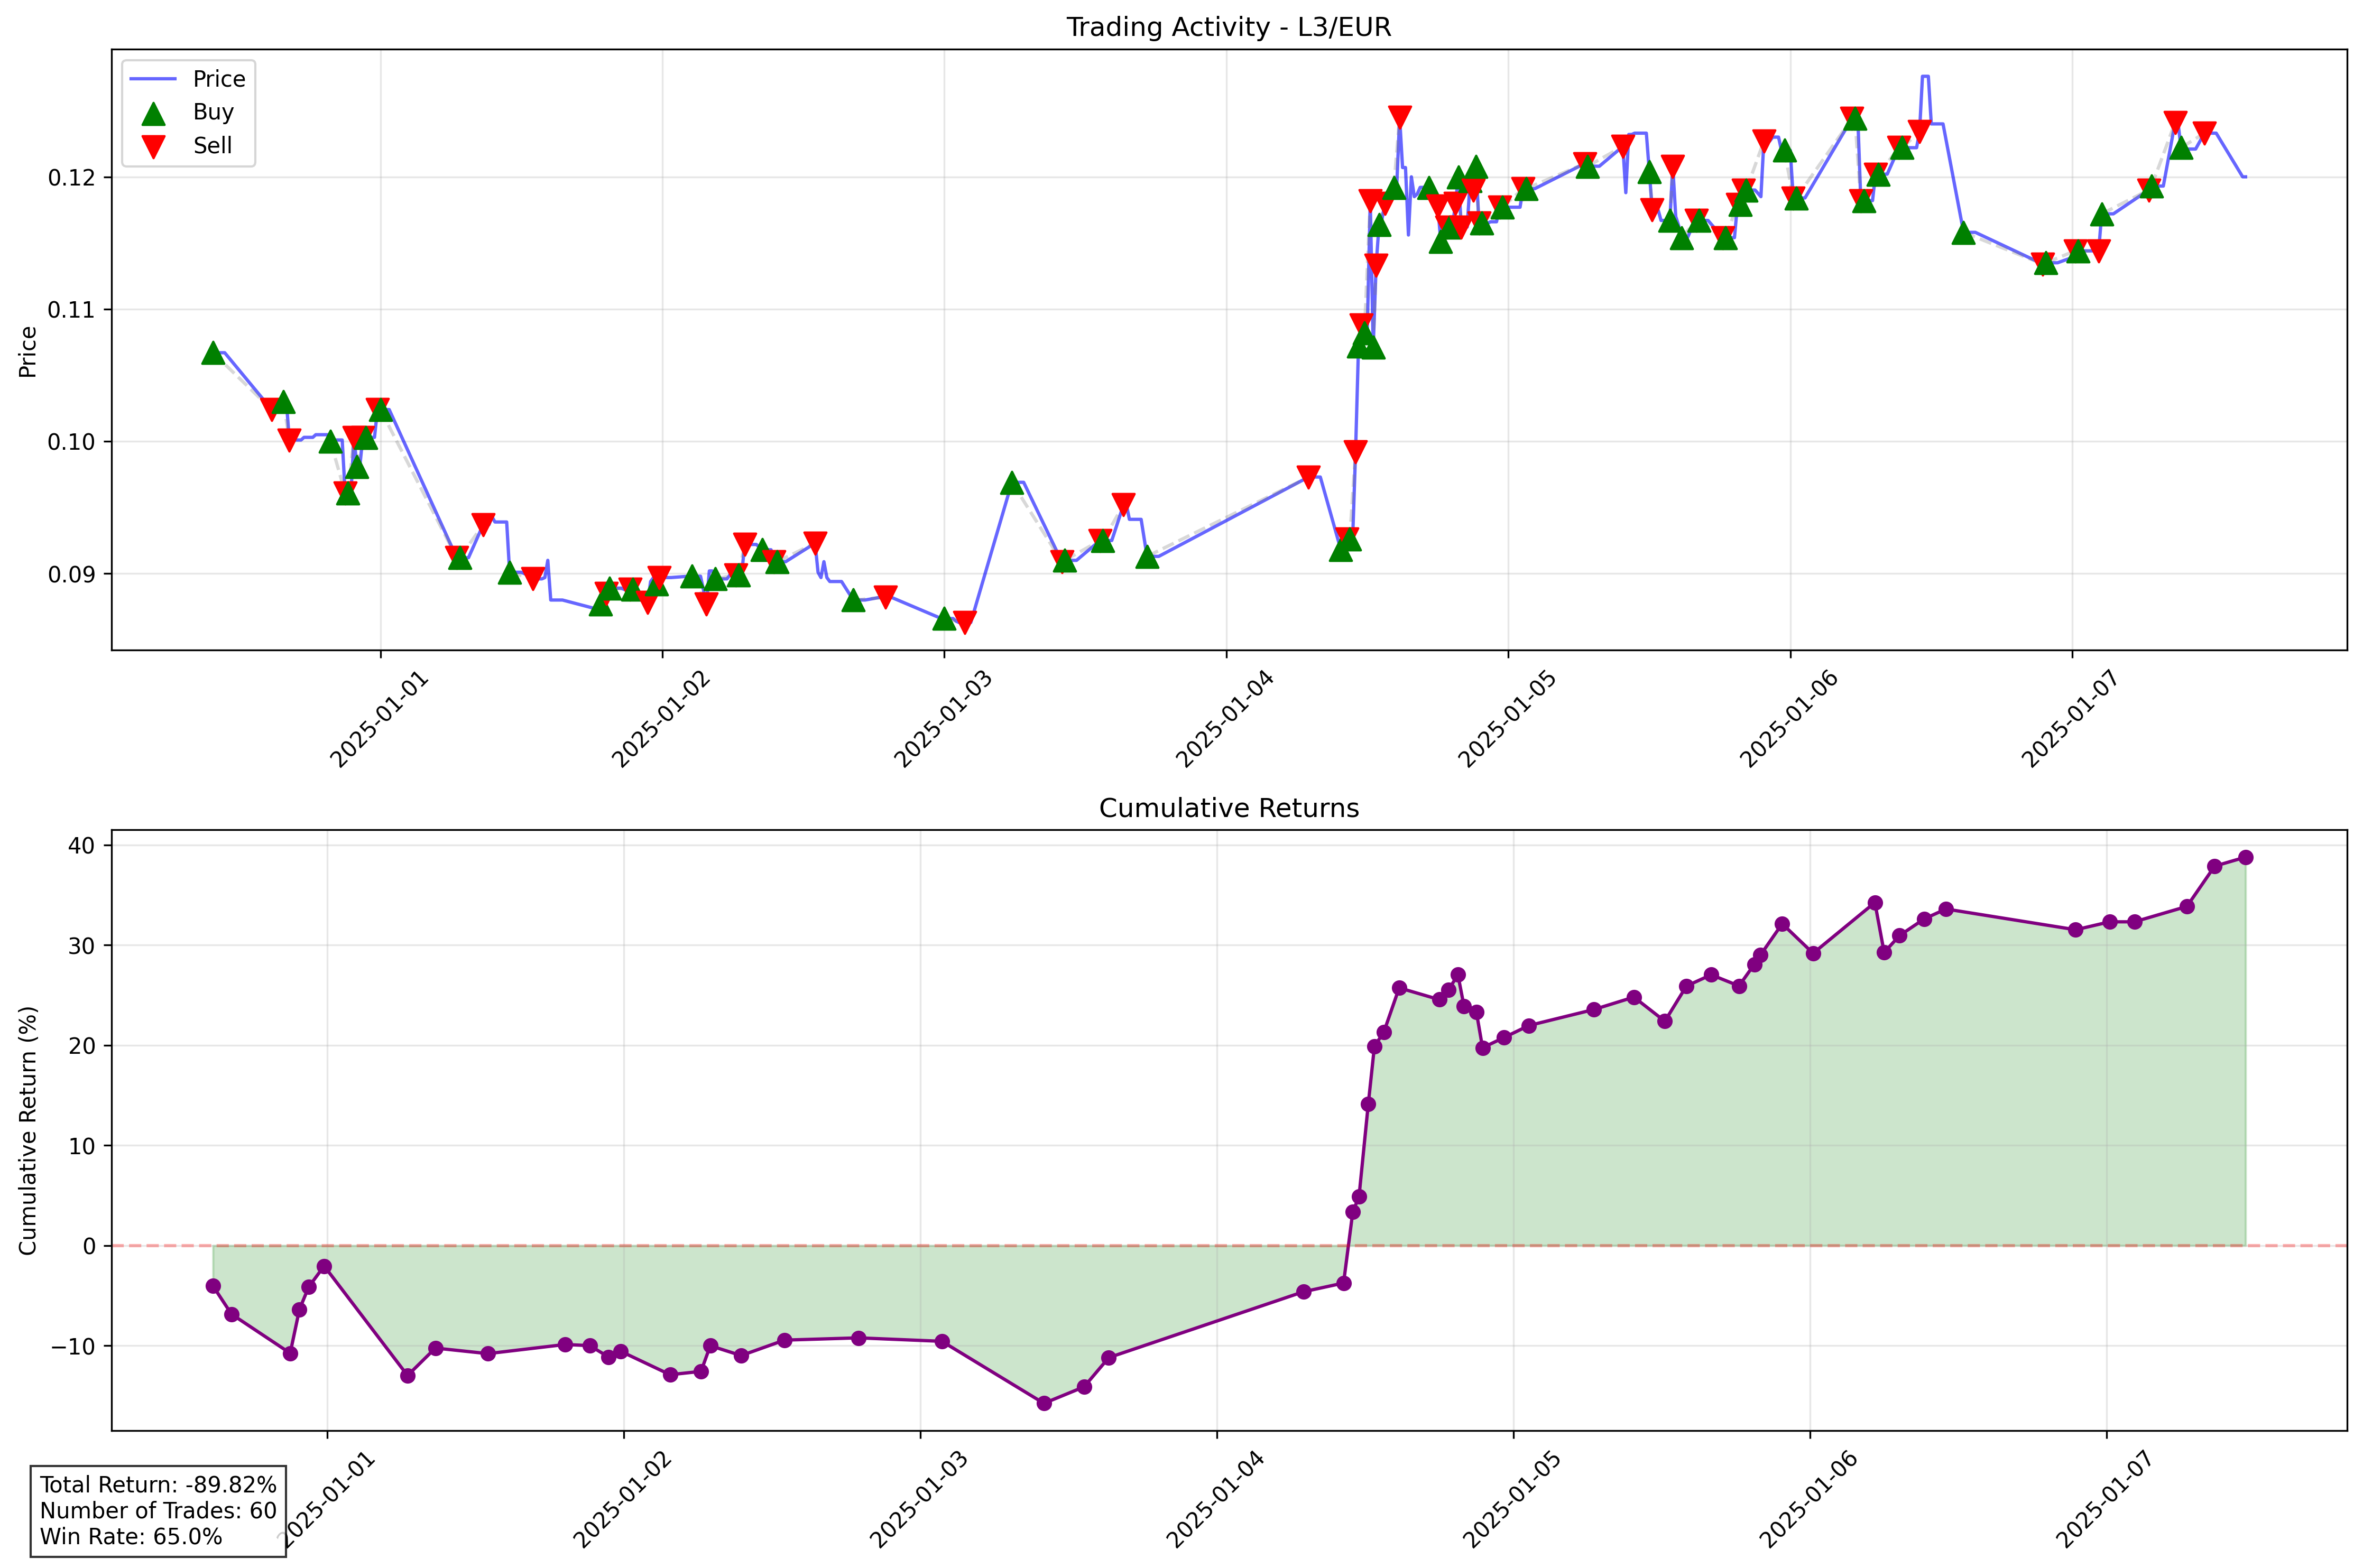 Trading Activity - L3/EUR
Price
Buy
Sell
Price
0.12
0.11
0.10
0.09
2025-01-01
2025-01-02
2025-01-03
2025-01-04
2025-01-05
2025-01-06
2025-01-07
Cumulative Returns
Cumulative Return (%)
40
30
20
10
0
−10
2025-01-01
2025-01-02
2025-01-03
2025-01-04
2025-01-05
2025-01-06
2025-01-07
Total Return: -89.82%
Number of Trades: 60
Win Rate: 65.0%